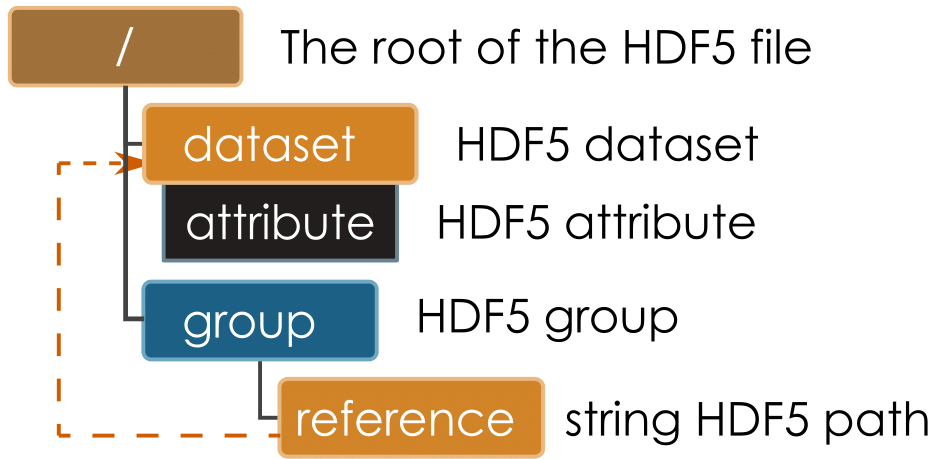 / The root of the HDF5 file
dataset HDF5 dataset
attribute HDF5 attribute
group HDF5 group
reference string HDF5 path